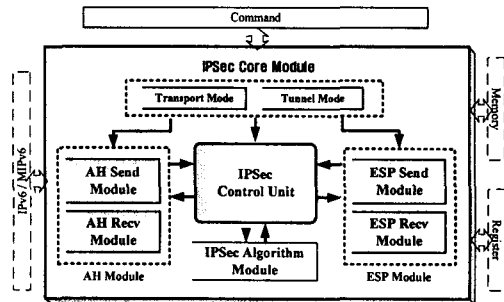 Command
IPSec Core Module
Transport Mode
Tunnel Mode
IPv6 / MIPv6
Memory
Register
AH Send
Module
AH Recv
Module
AH Module
IPSec
Control Unit
IPSec Algorithm
Module
ESP Send
Module
ESP Recv
Module
ESP Module